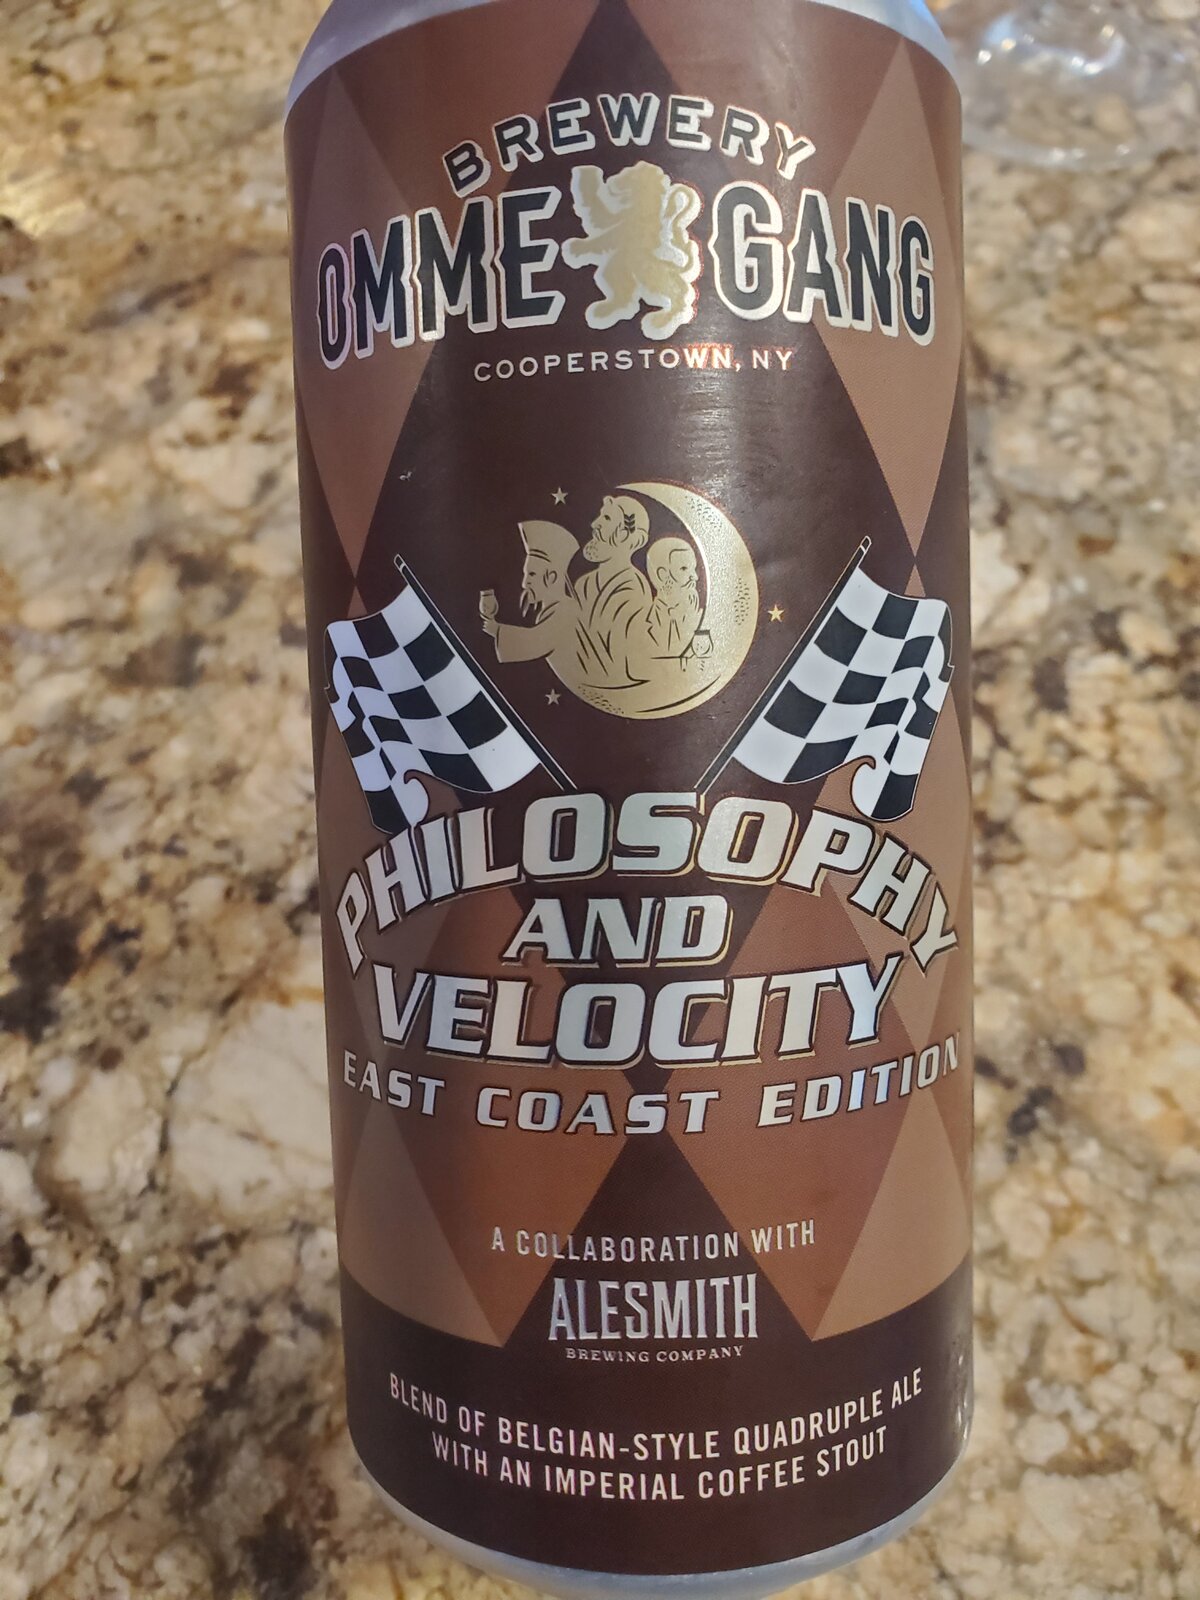 BREWERY
OMMEGANG
COOPERSTOWN, NY
PHILOSOPHY
AND
VELOCITY
EAST COAST EDITION
A COLLABORATION WITH
ALESMITH
BREWING COMPANY
BLEND OF BELGIAN-STYLE QUADRUPLE ALE
WITH AN IMPERIAL COFFEE STOUT